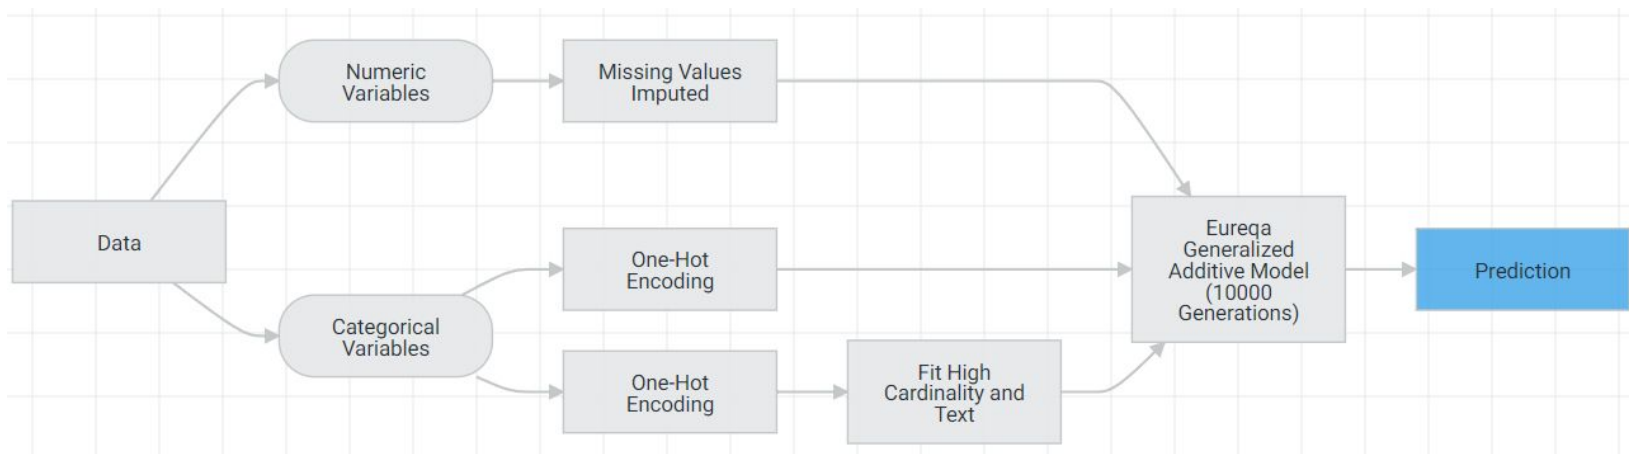 Numeric
Variables
Missing Values
Imputed
Data
Categorical
Variables
One-Hot
Encoding
One-Hot
Encoding
Fit High
Cardinality and
Text
Eureqa
Generalized
Additive Model
(10000
Generations)
Prediction